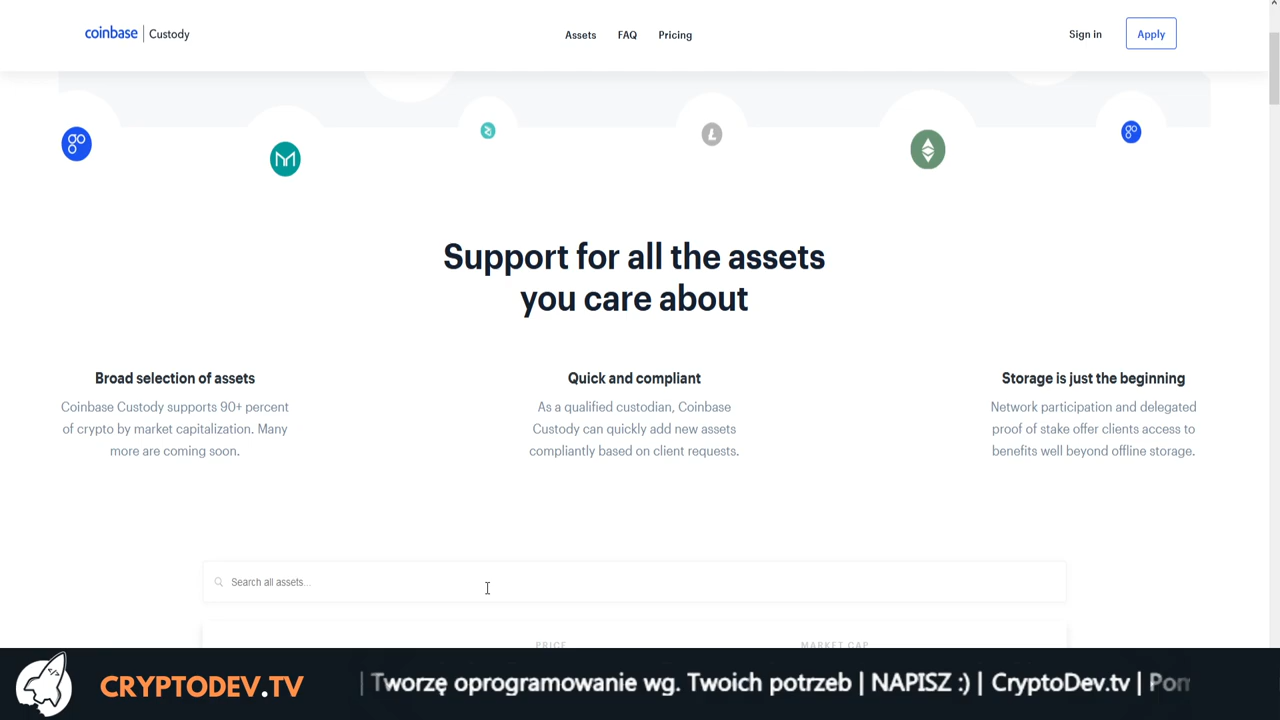 coinbase | Custody
Assets FAQ Pricing
Sign in
Apply
Support for all the assets
you care about
Broad selection of assets
Coinbase Custody supports 90+ percent
of crypto by market capitalization. Many
more are coming soon.
Quick and compliant
As a qualified custodian, Coinbase
Custody can quickly add new assets
compliantly based on client requests.
Storage is just the beginning
Network participation and delegated
proof of stake offer clients access to
benefits well beyond offline storage.
Search all assets...
PRICE MARKET CAP
CRYPTODEV.TV
| Tworzę oprogramowanie wg. Twoich potrzeb | NAPISZ :) | CryptoDev.tv |